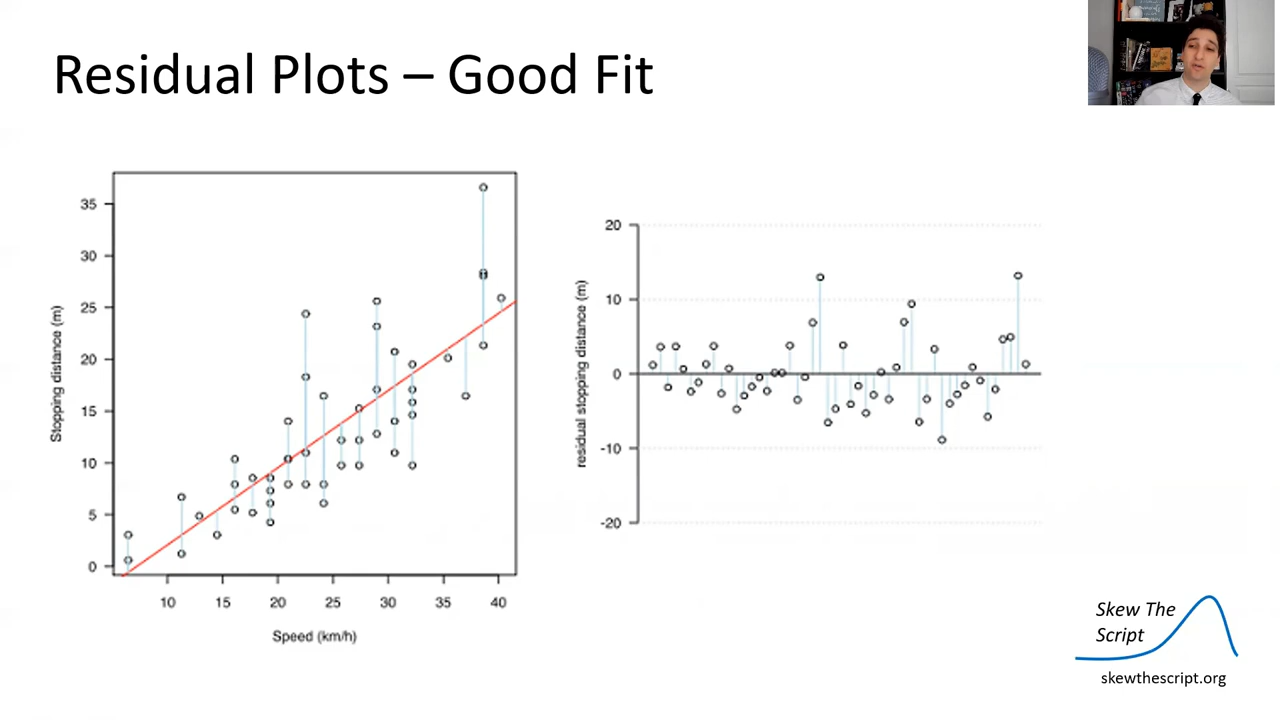 Residual Plots – Good Fit
35
30
25
20
15
10
5
0
Stopping distance (m)
10 15 20 25 30 35 40
Speed (km/h)
20
10
0
-10
-20
residual stopping distance (m)
Skew The
Script
skewthescript.org